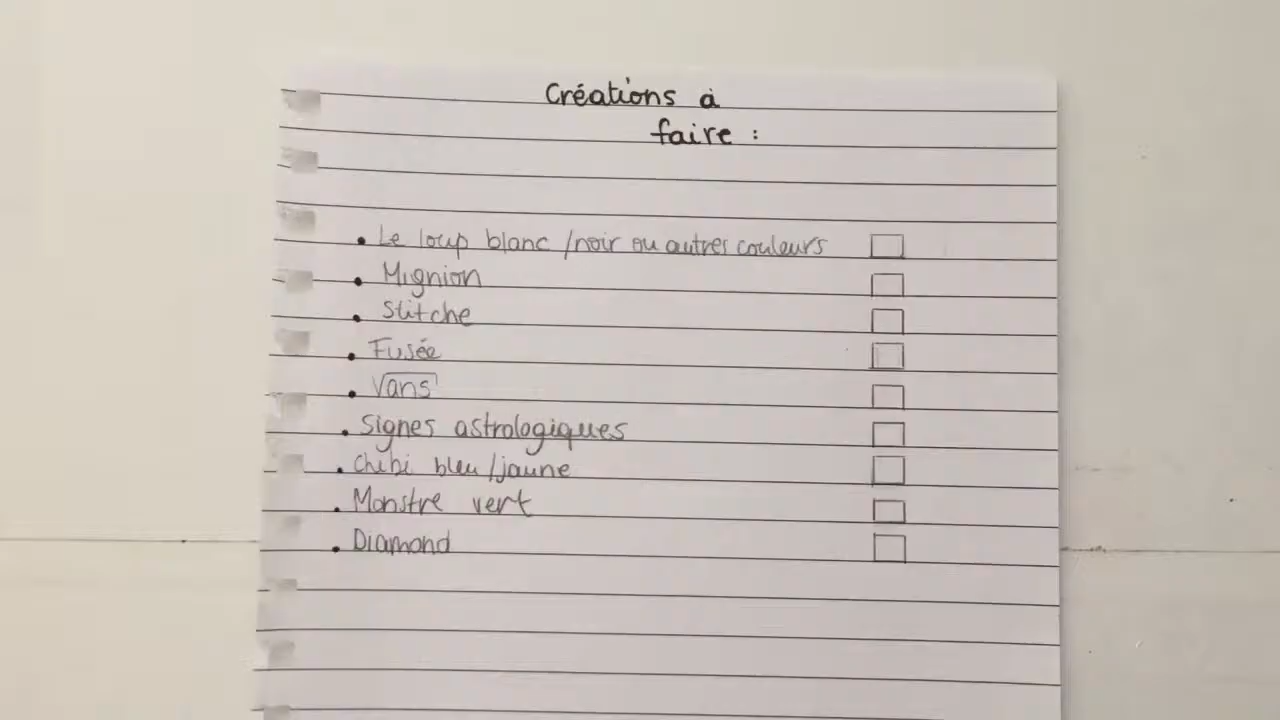 Créations à
faire :
• Le loup blanc /noir ou autres couleurs
• Mignion
• Stitche
• Fusée
• Vans
• Signes astrologiques
• Chibi bleu/jaune
• Monstre vert
• Diamond